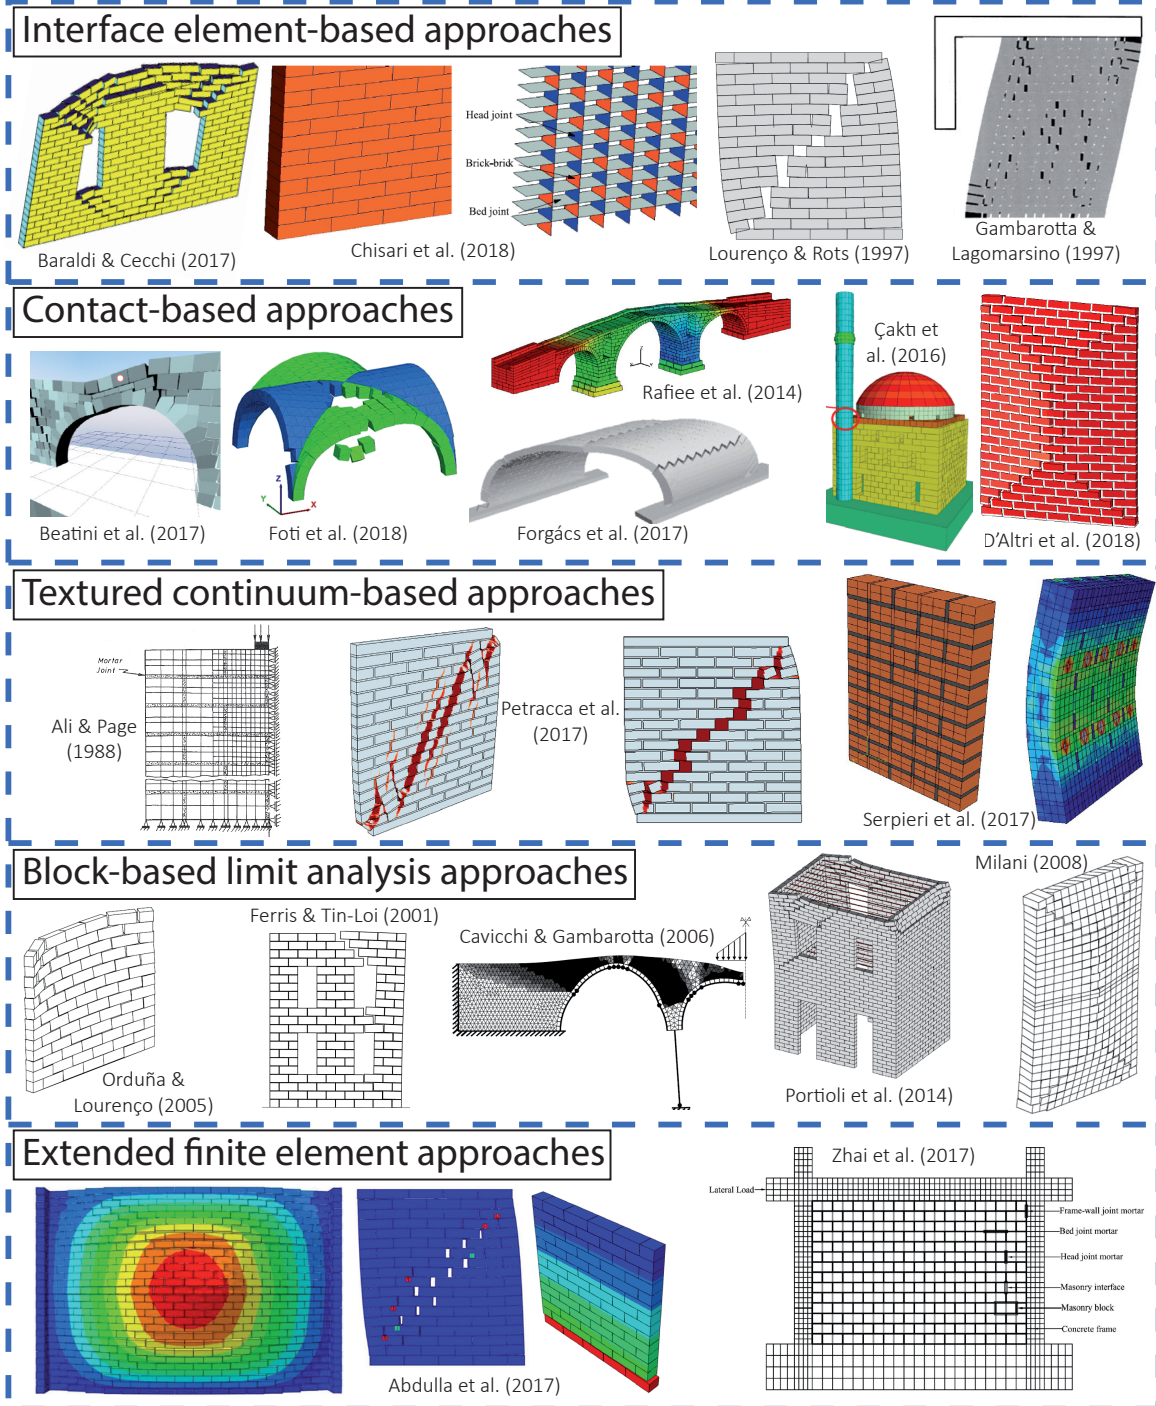 Interface element-based approaches
Head joint
Brick-brick
Bed joint
Baraldi & Cecchi (2017)
Chisari et al. (2018)
Lourenço & Rots (1997)
Gambarotta &
Lagomarsino (1997)
Contact-based approaches
Beatini et al. (2017)
Z
Y
X
Foti et al. (2018)
Rafiee et al. (2014)
Forgács et al. (2017)
Çaktı et
al. (2016)
D'Altri et al. (2018)
Textured continuum-based approaches
Mortar
Joint
Ali & Page
(1988)
Petracca et al.
(2017)
Serpieri et al. (2017)
Block-based limit analysis approaches
Orduña &
Lourenço (2005)
Ferris & Tin-Loi (2001)
Cavicchi & Gambarotta (2006)
Portioli et al. (2014)
Milani (2008)
Extended finite element approaches
Abdulla et al. (2017)
Zhai et al. (2017)
Lateral Load
Frame-wall joint mortar
Bed joint mortar
Head joint mortar
Masonry interface
Masonry block
Concrete frame